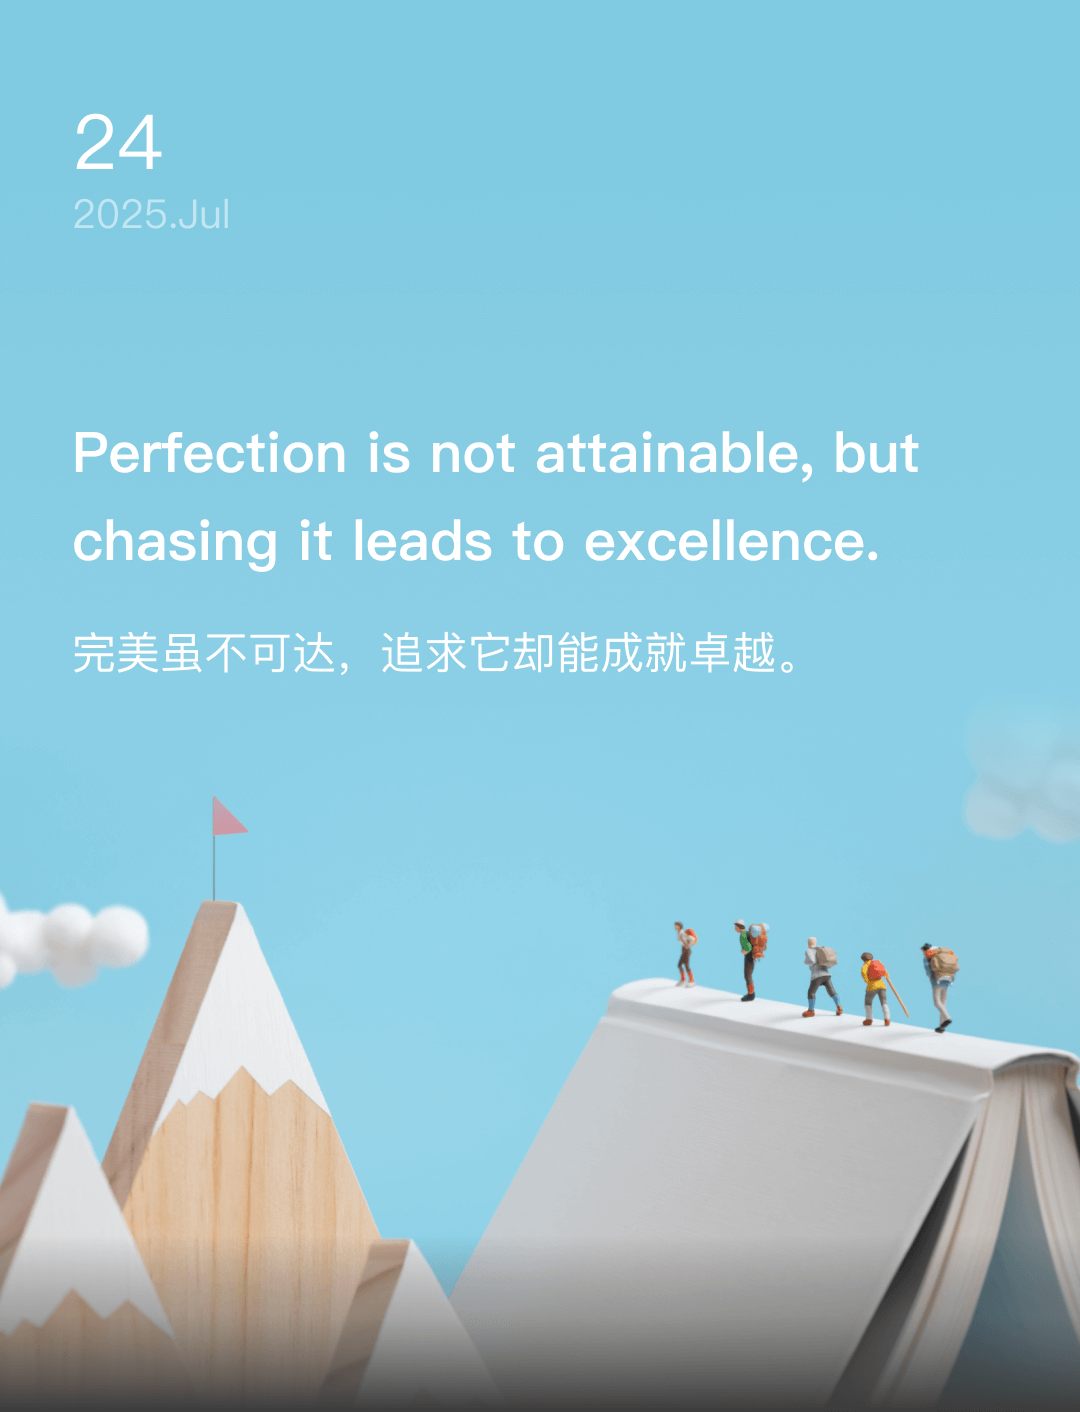 24
2025.Jul
Perfection is not attainable, but
chasing it leads to excellence.
完美虽不可达，追求它却能成就卓越。